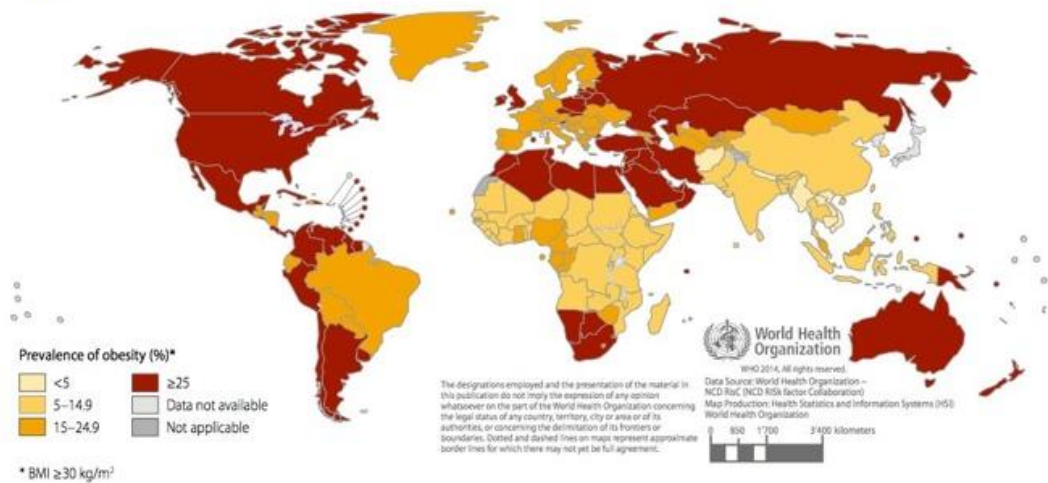 Prevalence of obesity (%)*
<5
5–14.9
15–24.9
≥25
Data not available
Not applicable
* BMI ≥30 kg/m²
The designations employed and the presentation of the material in
this publication do not imply the expression of any opinion
whatsoever on the part of the World Health Organization concerning
the legal status of any country, territory, city or area or of its
authorities, or concerning the delimitation of its frontiers or
boundaries. Dotted and dashed lines on maps represent approximate
border lines for which there may not yet be full agreement.
World Health
Organization
WHO 2014, All rights reserved.
Data Source: World Health Organization –
NCD RisC (NCD RISk factor Collaboration)
Map Production: Health Statistics and Information Systems (HSI)
World Health Organization
0 850 1'700 3'400 kilometers